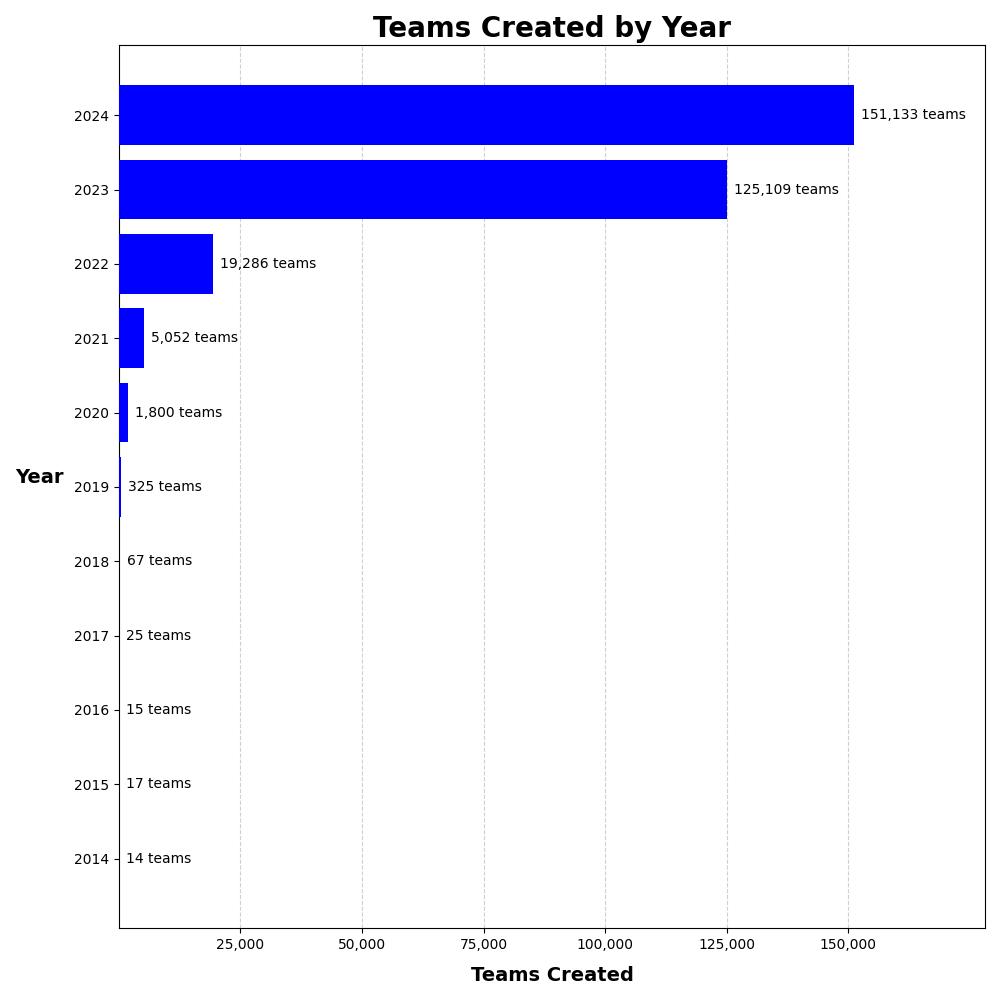 Teams Created by Year
2024 151,133 teams
2023 125,109 teams
2022 19,286 teams
2021 5,052 teams
2020 1,800 teams
Year
2019 325 teams
2018 67 teams
2017 25 teams
2016 15 teams
2015 17 teams
2014 14 teams
25,000 50,000 75,000 100,000 125,000 150,000
Teams Created